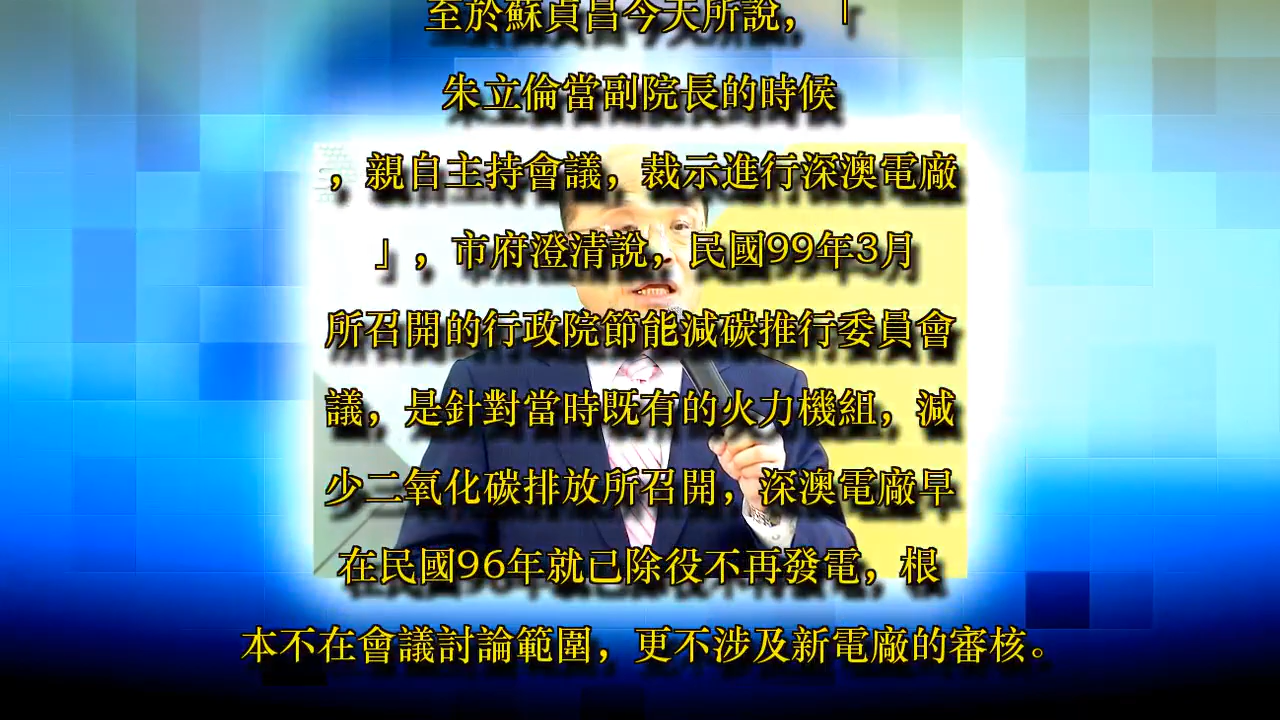 至於蘇貞昌今天所說，「
朱立倫當副院長的時候
，親自主持會議，裁示進行深澳電廠
」，市府澄清說，民國99年3月
所召開的行政院節能減碳推行委員會
議，是針對當時既有的火力機組，減
少二氧化碳排放所召開，深澳電廠早
在民國96年就已除役不再發電，根
本不在會議討論範圍，更不涉及新電廠的審核。